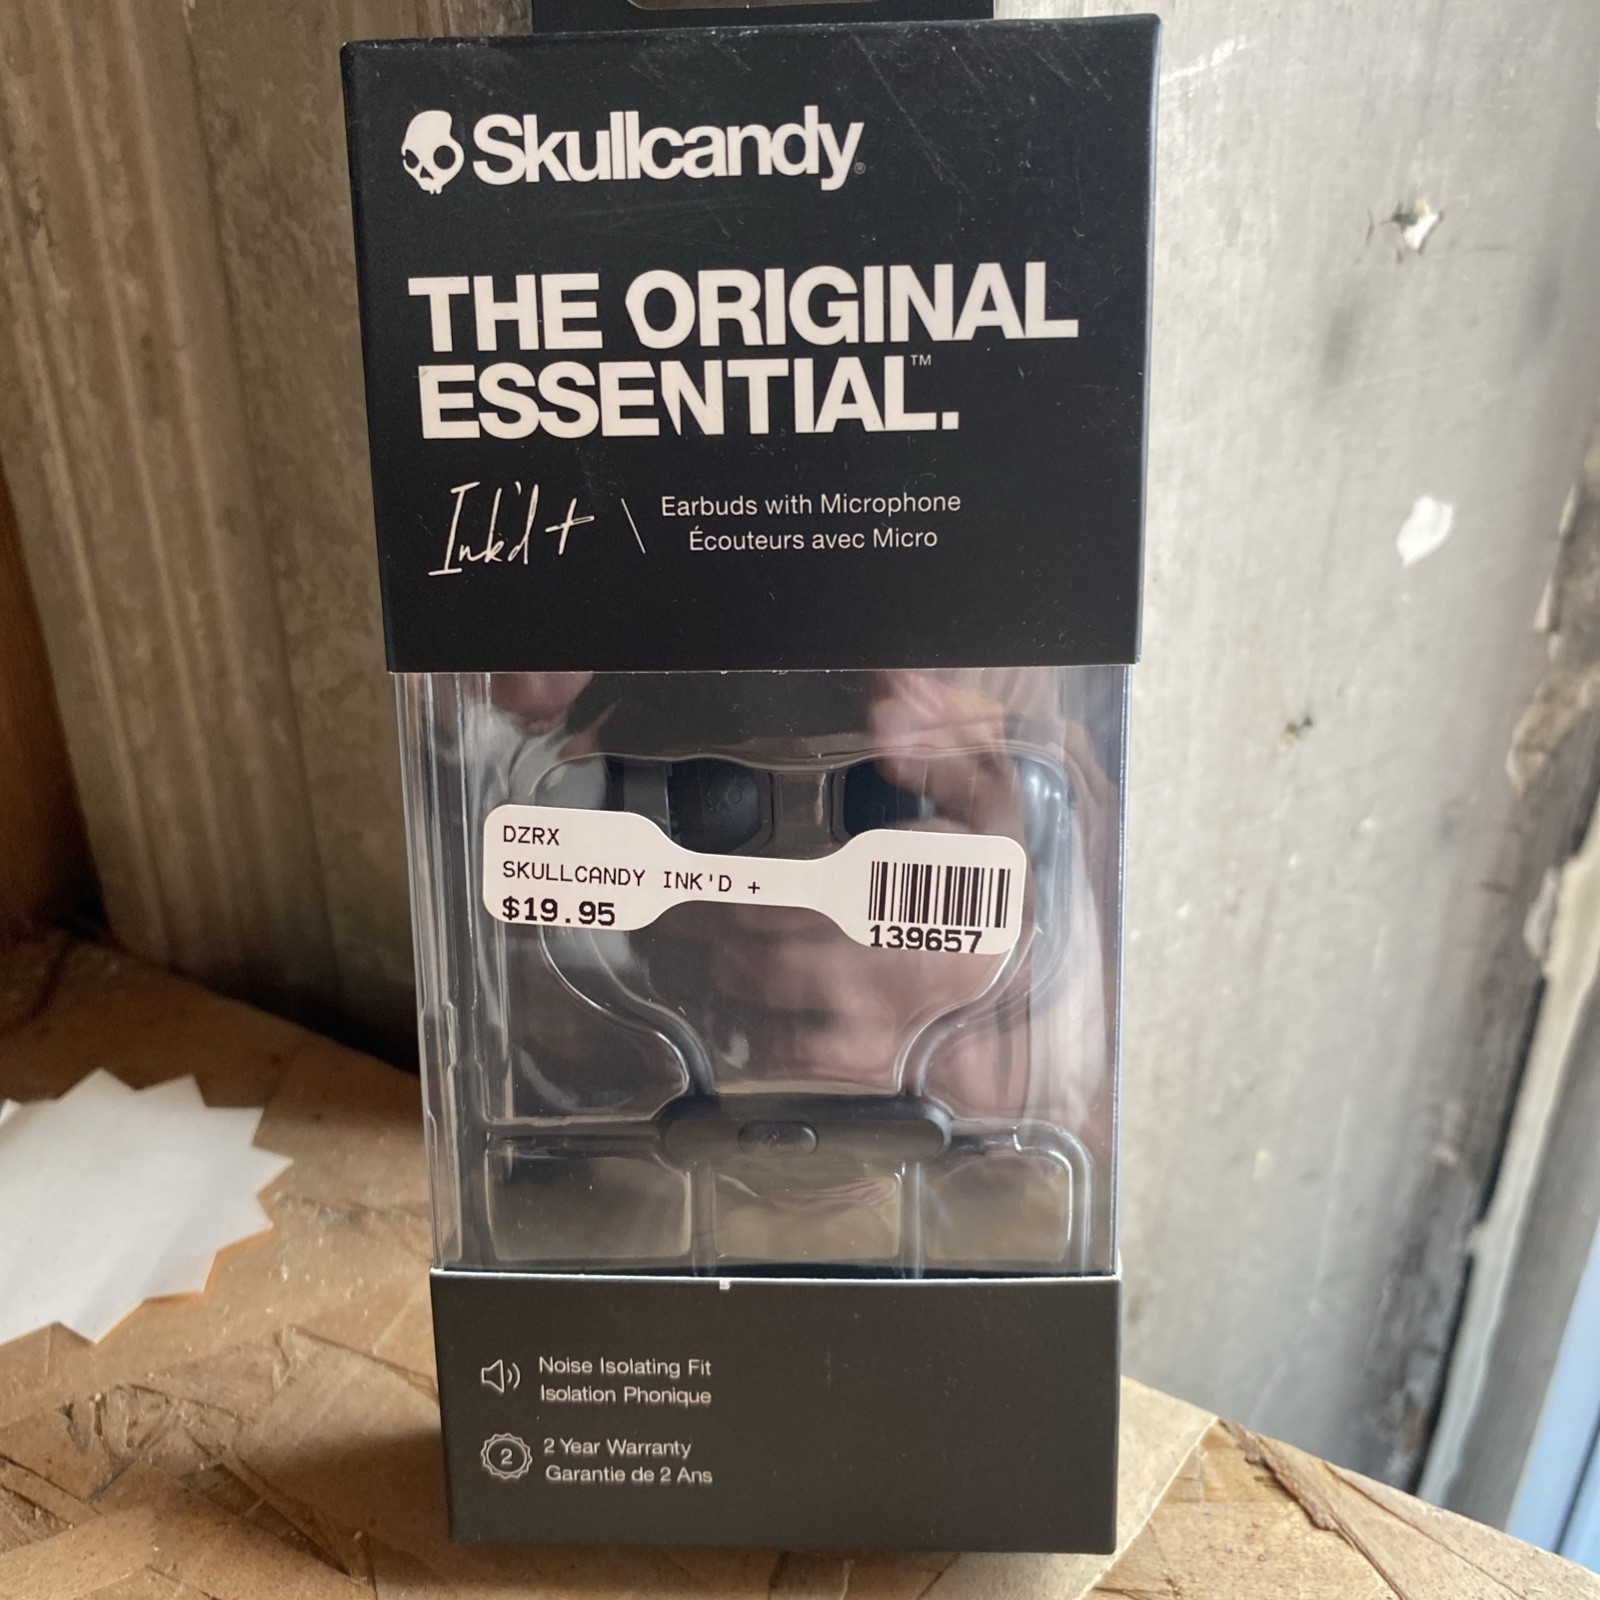 Skullcandy®
THE ORIGINAL
ESSENTIAL.™
Ink'd + \ Earbuds with Microphone
Écouteurs avec Micro
DZRX
SKULLCANDY INK'D +
$19.95
139657
Noise Isolating Fit
Isolation Phonique
2
2 Year Warranty
Garantie de 2 Ans